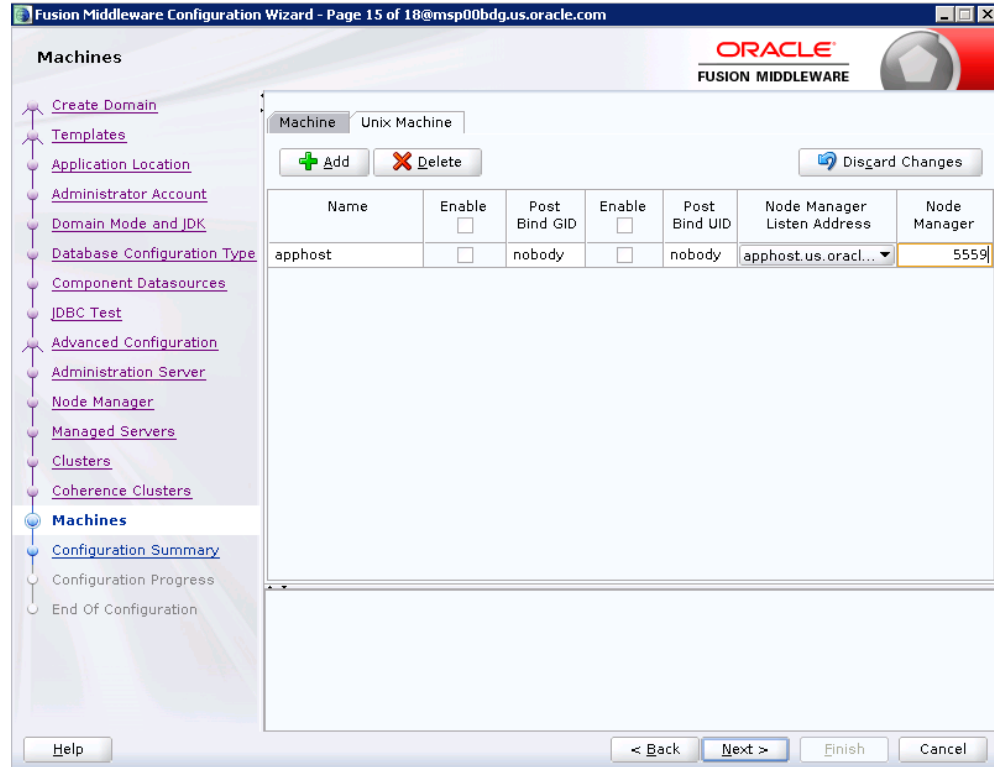 Fusion Middleware Configuration Wizard - Page 15 of 18@msp00bdg.us.oracle.com
Machines
ORACLE
FUSION MIDDLEWARE
Create Domain
Templates
Application Location
Administrator Account
Domain Mode and JDK
Database Configuration Type
Component Datasources
JDBC Test
Advanced Configuration
Administration Server
Node Manager
Managed Servers
Clusters
Coherence Clusters
Machines
Configuration Summary
Configuration Progress
End Of Configuration
Machine Unix Machine
Add Delete Discard Changes
Name Enable Post Bind GID Enable Post Bind UID Node Manager Listen Address Node Manager
apphost nobody nobody apphost.us.oracl... 5559
Help < Back Next > Finish Cancel